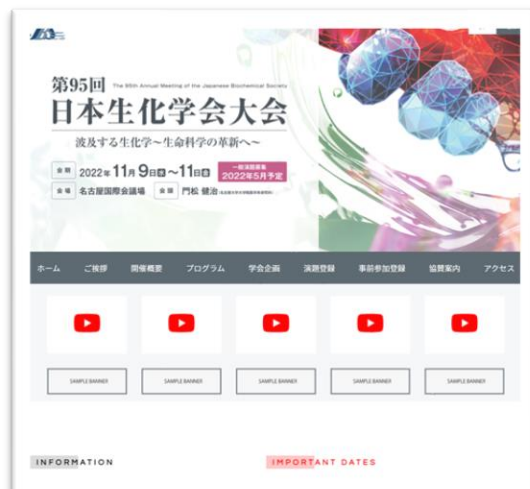 第95回 The 95th Annual Meeting of the Japanese Biochemical Society
日本生化学会大会
波及する生化学〜生命科学の革新へ〜
会期 2022年11月9日水〜11日金
一般演題募集
2022年5月予定
会場 名古屋国際会議場 会頭 門松 健治
ホーム ご挨拶 開催概要 プログラム 学会企画 演題登録 事前参加登録 協賛案内 アクセス
SAMPLE BANNER SAMPLE BANNER SAMPLE BANNER SAMPLE BANNER SAMPLE BANNER
INFORMATION IMPORTANT DATES